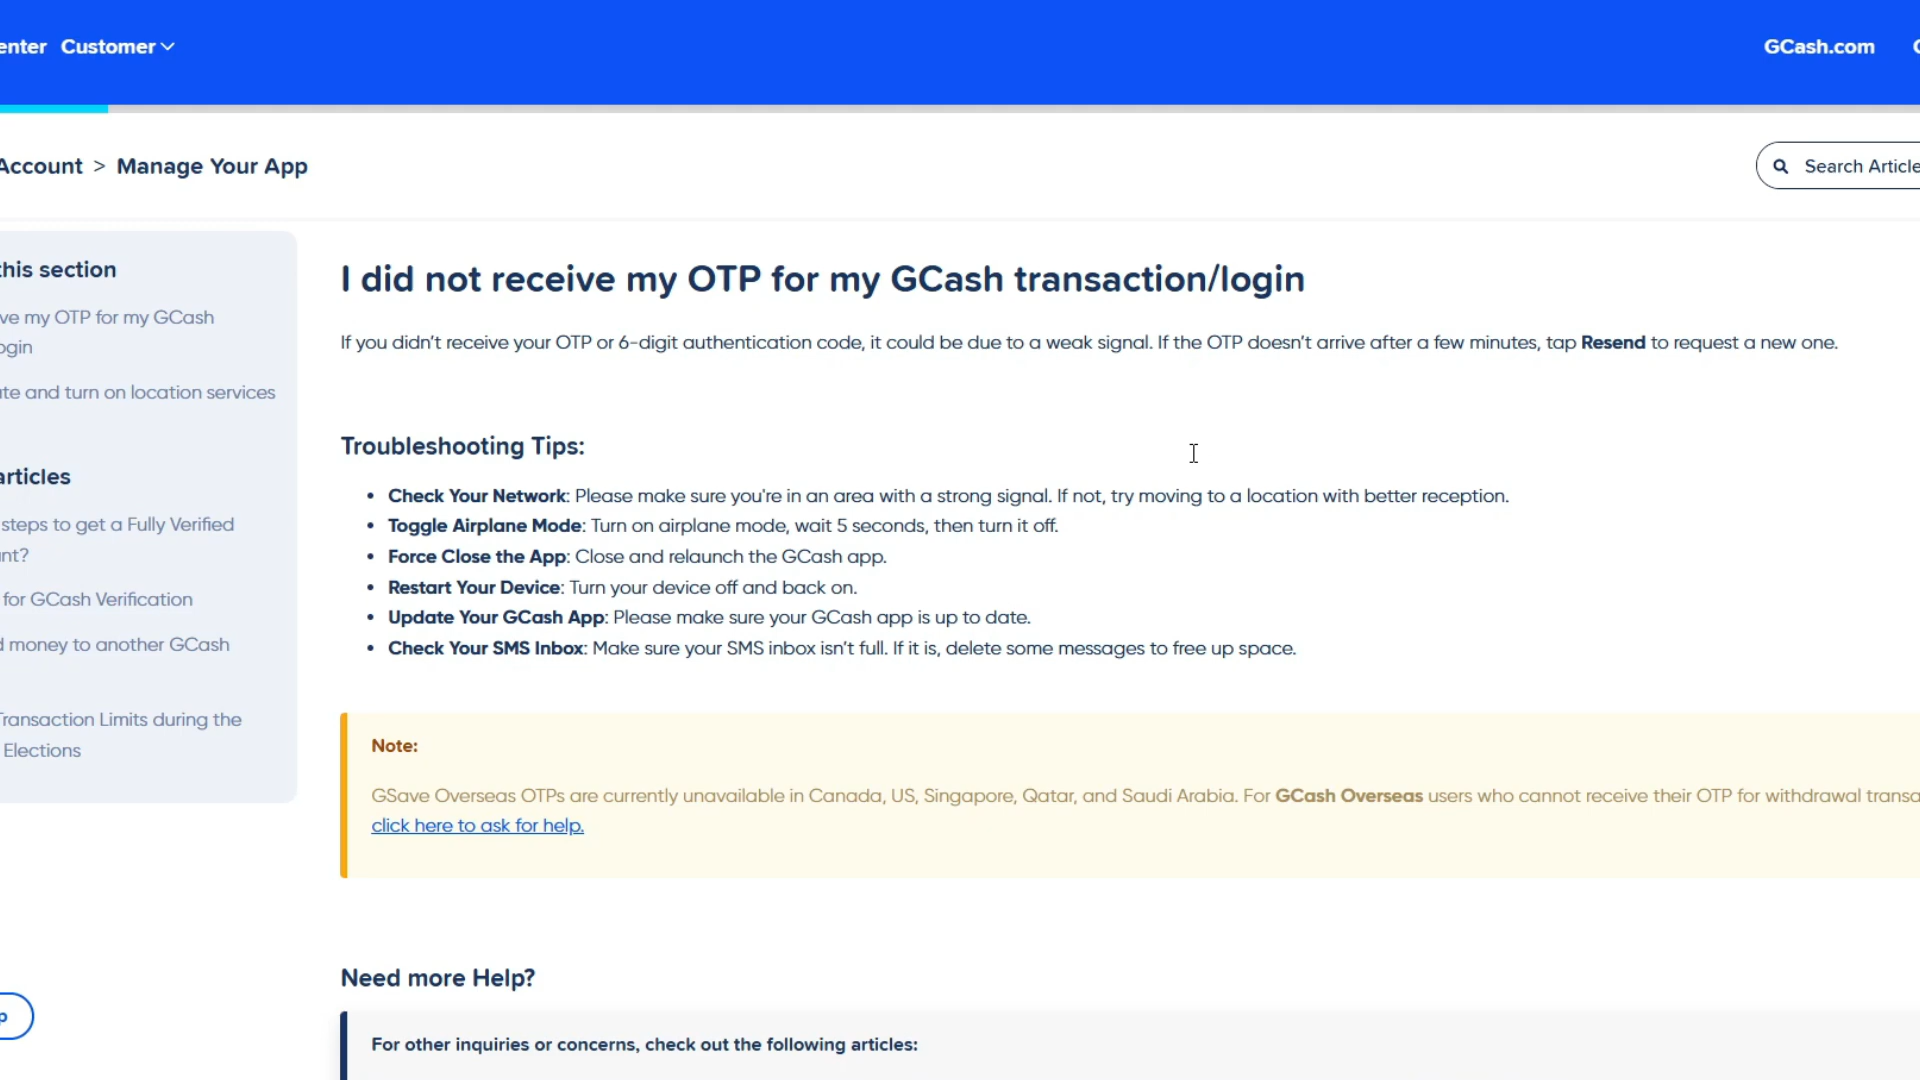 enter Customer
GCash.com
Account > Manage Your App
Search Article
this section
ve my OTP for my GCash
ogin
te and turn on location services
articles
steps to get a Fully Verified
nt?
for GCash Verification
d money to another GCash
Transaction Limits during the
Elections
p
I did not receive my OTP for my GCash transaction/login
If you didn't receive your OTP or 6-digit authentication code, it could be due to a weak signal. If the OTP doesn't arrive after a few minutes, tap Resend to request a new one.
Troubleshooting Tips:
• Check Your Network: Please make sure you're in an area with a strong signal. If not, try moving to a location with better reception.
• Toggle Airplane Mode: Turn on airplane mode, wait 5 seconds, then turn it off.
• Force Close the App: Close and relaunch the GCash app.
• Restart Your Device: Turn your device off and back on.
• Update Your GCash App: Please make sure your GCash app is up to date.
• Check Your SMS Inbox: Make sure your SMS inbox isn't full. If it is, delete some messages to free up space.
Note:
GSave Overseas OTPs are currently unavailable in Canada, US, Singapore, Qatar, and Saudi Arabia. For GCash Overseas users who cannot receive their OTP for withdrawal transa
click here to ask for help.
Need more Help?
For other inquiries or concerns, check out the following articles: